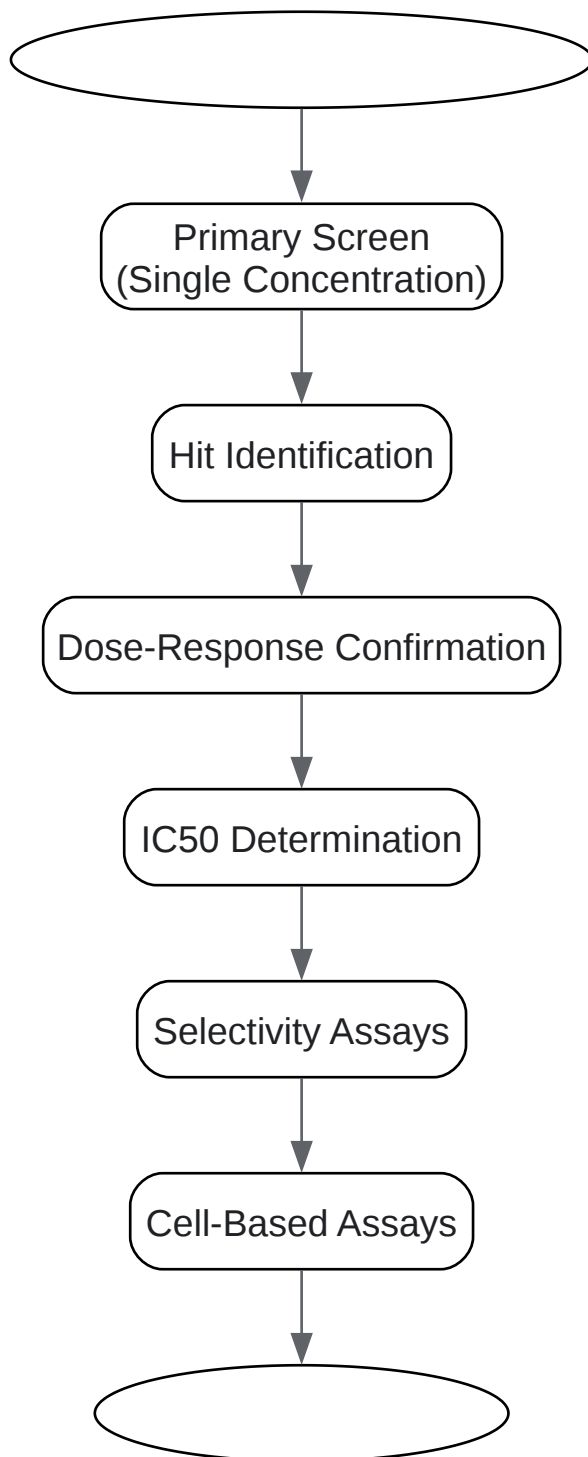 Primary Screen
(Single Concentration)
Hit Identification
Dose-Response Confirmation
IC50 Determination
Selectivity Assays
Cell-Based Assays